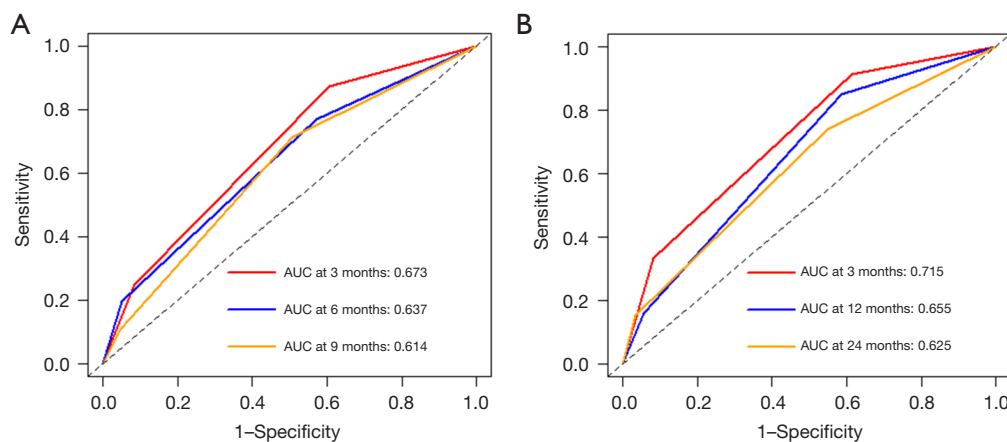 A
Sensitivity
1.0
0.8
0.6
0.4
0.2
0.0
AUC at 3 months: 0.673
AUC at 6 months: 0.637
AUC at 9 months: 0.614
0.0 0.2 0.4 0.6 0.8 1.0
1–Specificity
B
Sensitivity
1.0
0.8
0.6
0.4
0.2
0.0
AUC at 3 months: 0.715
AUC at 12 months: 0.655
AUC at 24 months: 0.625
0.0 0.2 0.4 0.6 0.8 1.0
1–Specificity